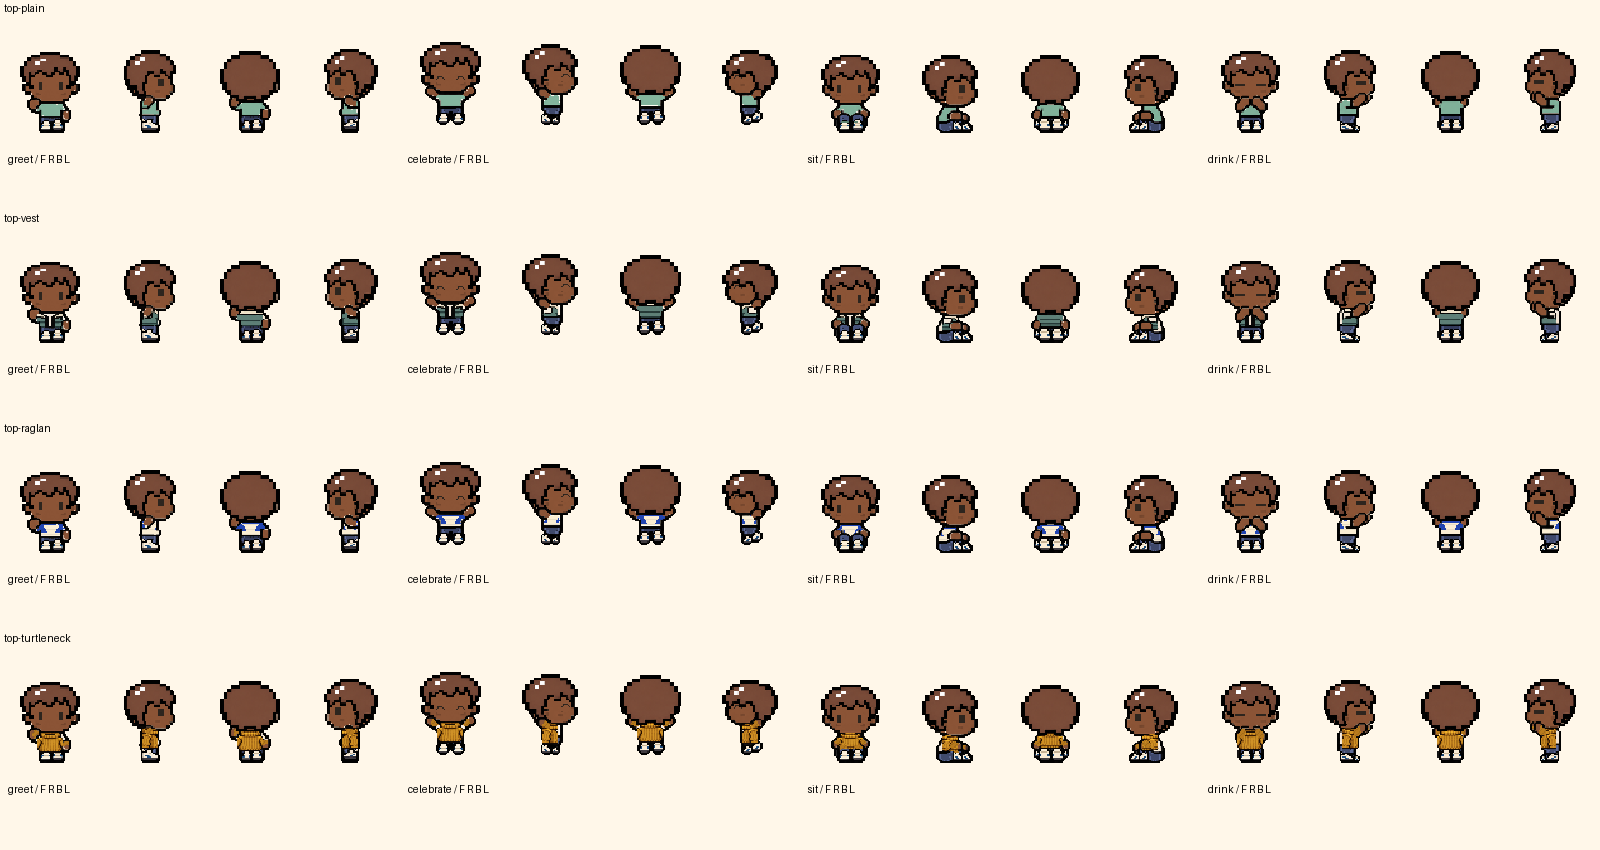 top-plain
greet / F R B L celebrate / F R B L sit / F R B L drink / F R B L
top-vest
greet / F R B L celebrate / F R B L sit / F R B L drink / F R B L
top-raglan
greet / F R B L celebrate / F R B L sit / F R B L drink / F R B L
top-turtleneck
greet / F R B L celebrate / F R B L sit / F R B L drink / F R B L